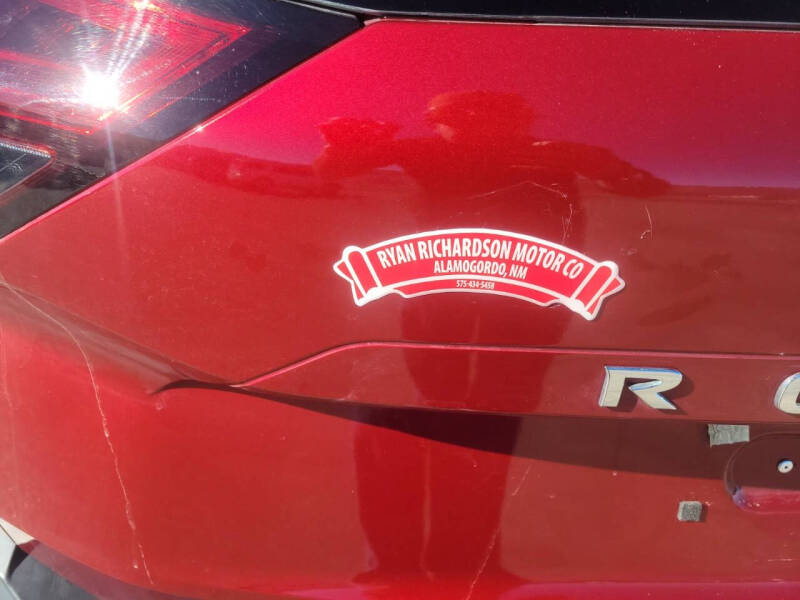 RYAN RICHARDSON MOTOR CO
ALAMOGORDO, NM
575-434-5458
R